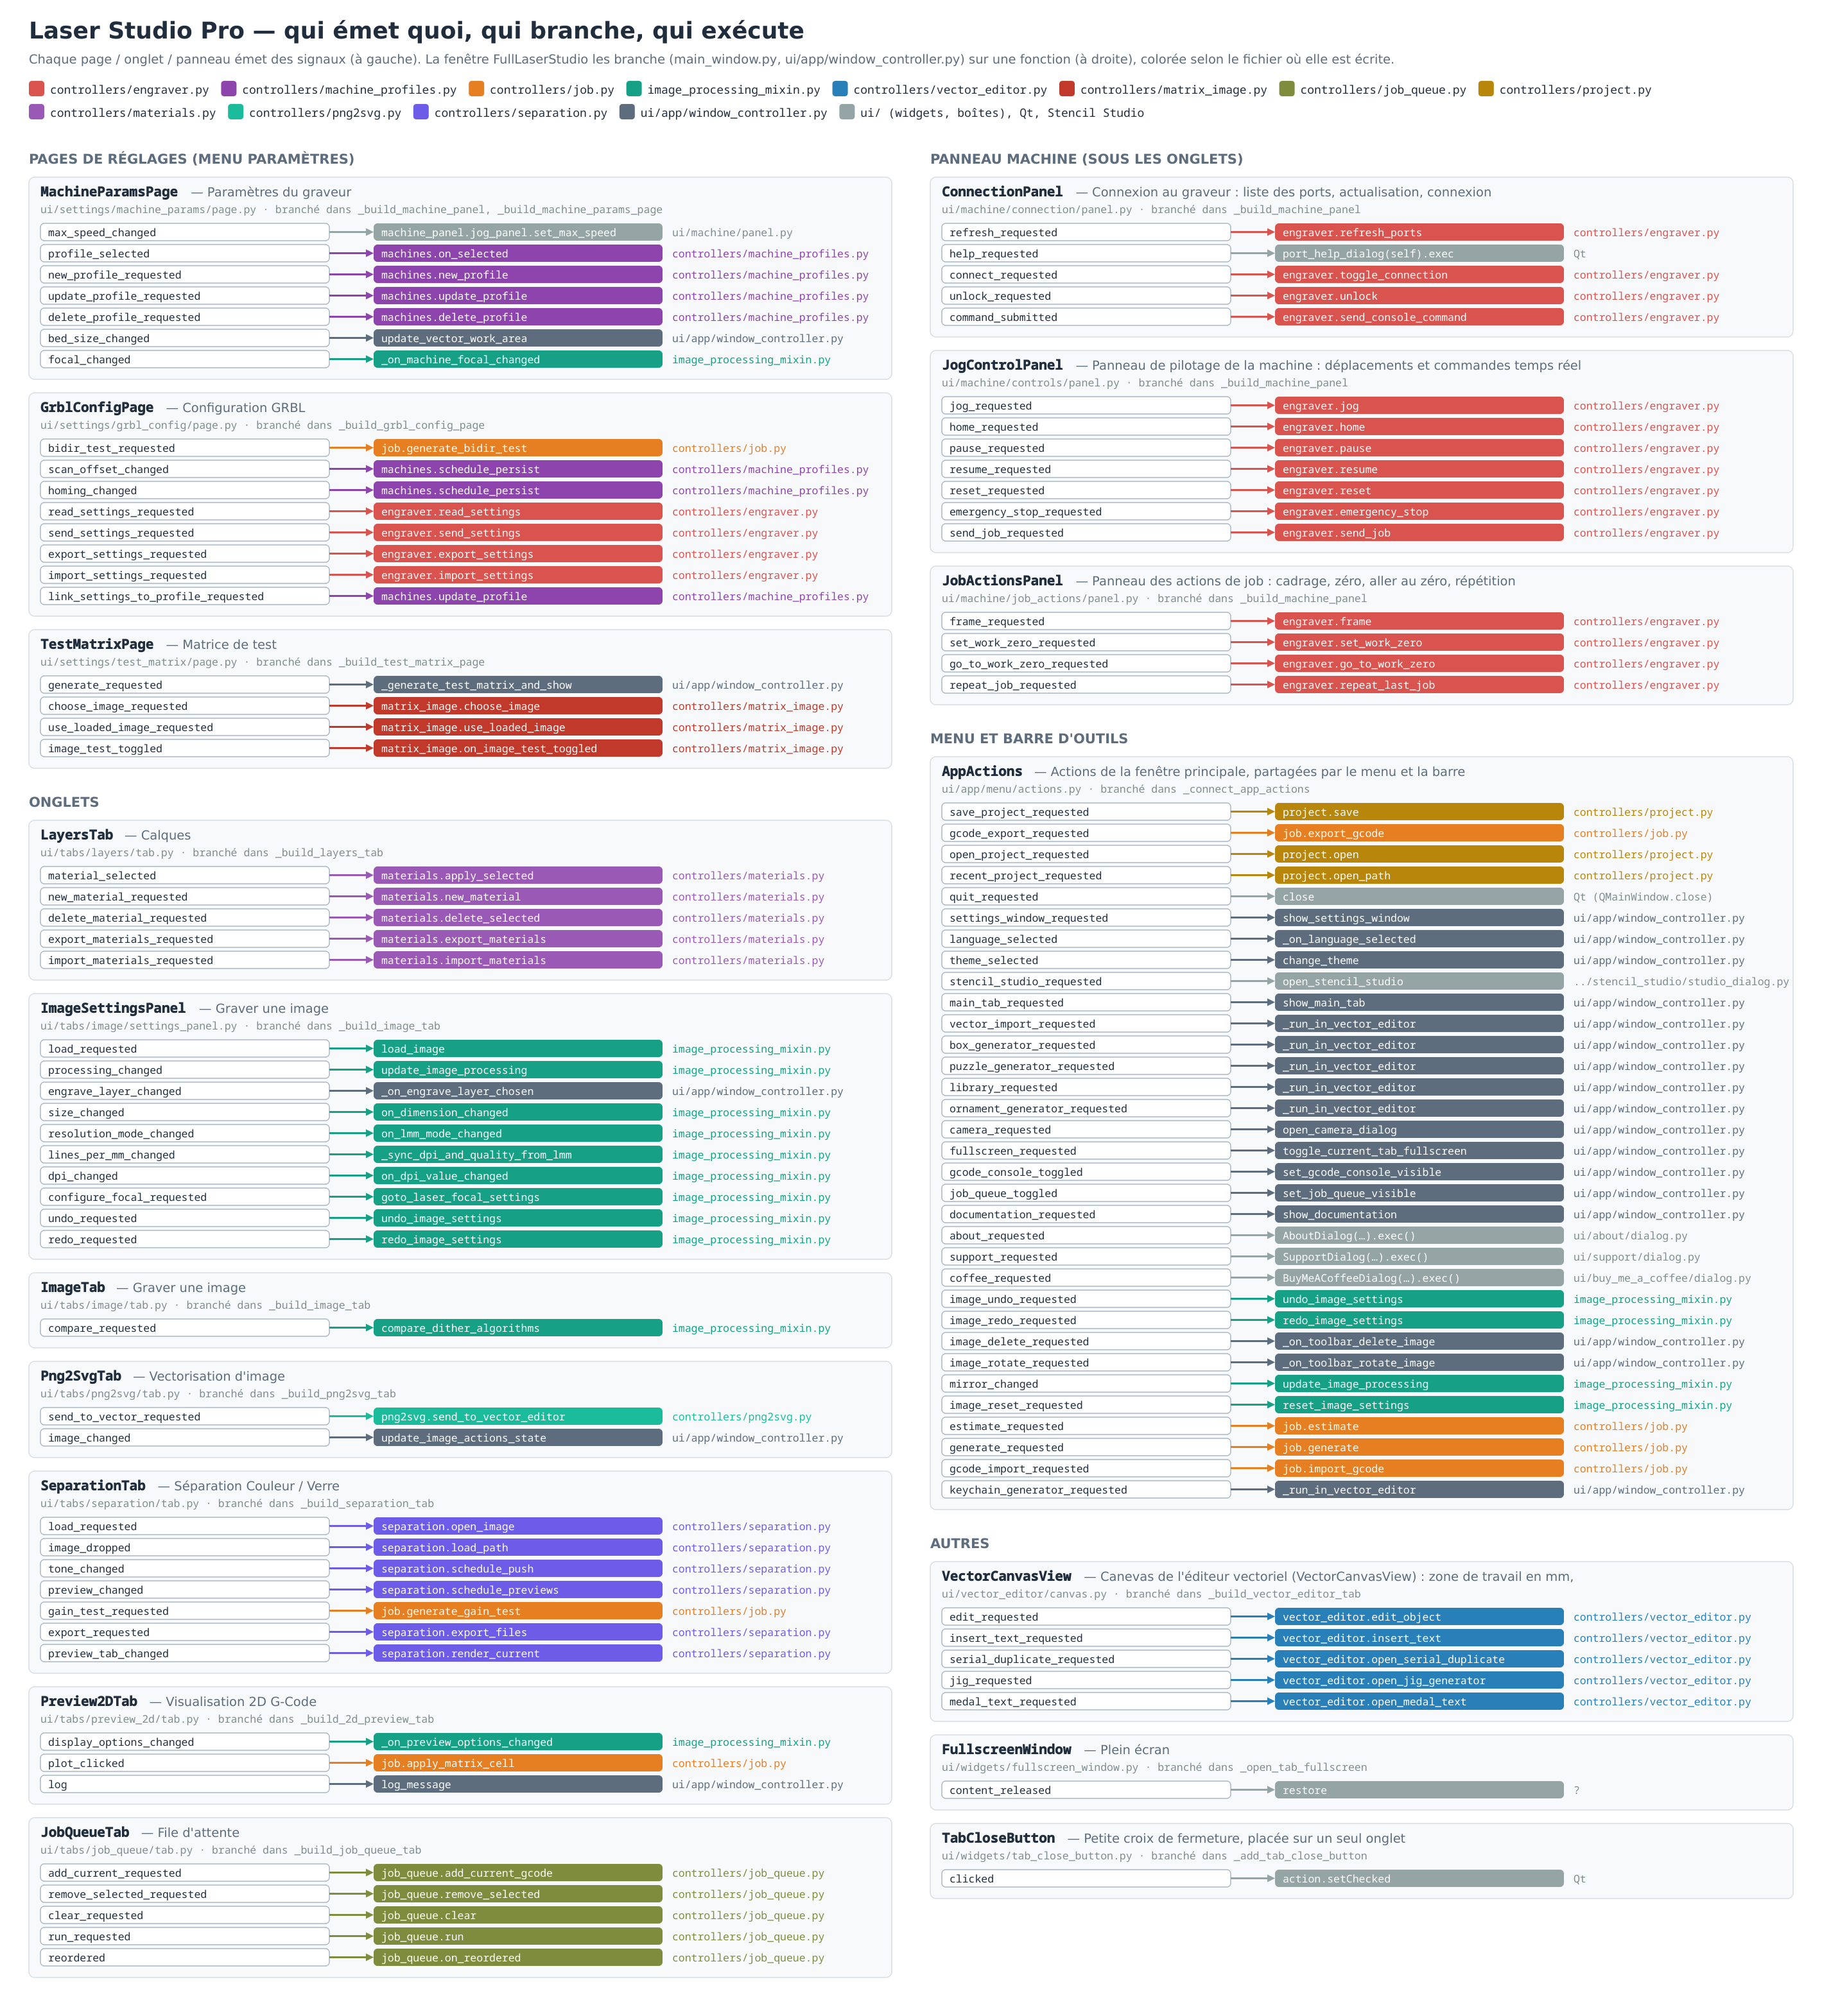 Laser Studio Pro — qui émet quoi, qui branche, qui exécute
Chaque page / onglet / panneau émet des signaux (à gauche). La fenêtre FullLaserStudio les branche (main_window.py, ui/app/window_controller.py) sur une fonction (à droite), colorée selon le fichier où elle est écrite.
controllers/engraver.py controllers/machine_profiles.py controllers/job.py image_processing_mixin.py controllers/vector_editor.py controllers/matrix_image.py controllers/job_queue.py controllers/project.py
controllers/materials.py controllers/png2svg.py controllers/separation.py ui/app/window_controller.py ui/ (widgets, boîtes), Qt, Stencil Studio
PAGES DE RÉGLAGES (MENU PARAMÈTRES)
MachineParamsPage — Paramètres du graveur
ui/settings/machine_params/page.py · branché dans _build_machine_panel, _build_machine_params_page
max_speed_changed machine_panel.jog_panel.set_max_speed ui/machine/panel.py
profile_selected machines.on_selected controllers/machine_profiles.py
new_profile_requested machines.new_profile controllers/machine_profiles.py
update_profile_requested machines.update_profile controllers/machine_profiles.py
delete_profile_requested machines.delete_profile controllers/machine_profiles.py
bed_size_changed update_vector_work_area ui/app/window_controller.py
focal_changed _on_machine_focal_changed image_processing_mixin.py
GrblConfigPage — Configuration GRBL
ui/settings/grbl_config/page.py · branché dans _build_grbl_config_page
bidir_test_requested job.generate_bidir_test controllers/job.py
scan_offset_changed machines.schedule_persist controllers/machine_profiles.py
homing_changed machines.schedule_persist controllers/machine_profiles.py
read_settings_requested engraver.read_settings controllers/engraver.py
send_settings_requested engraver.send_settings controllers/engraver.py
export_settings_requested engraver.export_settings controllers/engraver.py
import_settings_requested engraver.import_settings controllers/engraver.py
link_settings_to_profile_requested machines.update_profile controllers/machine_profiles.py
TestMatrixPage — Matrice de test
ui/settings/test_matrix/page.py · branché dans _build_test_matrix_page
generate_requested _generate_test_matrix_and_show ui/app/window_controller.py
choose_image_requested matrix_image.choose_image controllers/matrix_image.py
use_loaded_image_requested matrix_image.use_loaded_image controllers/matrix_image.py
image_test_toggled matrix_image.on_image_test_toggled controllers/matrix_image.py
ONGLETS
LayersTab — Calques
ui/tabs/layers/tab.py · branché dans _build_layers_tab
material_selected materials.apply_selected controllers/materials.py
new_material_requested materials.new_material controllers/materials.py
delete_material_requested materials.delete_selected controllers/materials.py
export_materials_requested materials.export_materials controllers/materials.py
import_materials_requested materials.import_materials controllers/materials.py
ImageSettingsPanel — Graver une image
ui/tabs/image/settings_panel.py · branché dans _build_image_tab
load_requested load_image image_processing_mixin.py
processing_changed update_image_processing image_processing_mixin.py
engrave_layer_changed _on_engrave_layer_chosen ui/app/window_controller.py
size_changed on_dimension_changed image_processing_mixin.py
resolution_mode_changed on_lmm_mode_changed image_processing_mixin.py
lines_per_mm_changed _sync_dpi_and_quality_from_lmm image_processing_mixin.py
dpi_changed on_dpi_value_changed image_processing_mixin.py
configure_focal_requested goto_laser_focal_settings image_processing_mixin.py
undo_requested undo_image_settings image_processing_mixin.py
redo_requested redo_image_settings image_processing_mixin.py
ImageTab — Graver une image
ui/tabs/image/tab.py · branché dans _build_image_tab
compare_requested compare_dither_algorithms image_processing_mixin.py
Png2SvgTab — Vectorisation d'image
ui/tabs/png2svg/tab.py · branché dans _build_png2svg_tab
send_to_vector_requested png2svg.send_to_vector_editor controllers/png2svg.py
image_changed update_image_actions_state ui/app/window_controller.py
SeparationTab — Séparation Couleur / Verre
ui/tabs/separation/tab.py · branché dans _build_separation_tab
load_requested separation.open_image controllers/separation.py
image_dropped separation.load_path controllers/separation.py
tone_changed separation.schedule_push controllers/separation.py
preview_changed separation.schedule_previews controllers/separation.py
gain_test_requested job.generate_gain_test controllers/job.py
export_requested separation.export_files controllers/separation.py
preview_tab_changed separation.render_current controllers/separation.py
Preview2DTab — Visualisation 2D G-Code
ui/tabs/preview_2d/tab.py · branché dans _build_2d_preview_tab
display_options_changed _on_preview_options_changed image_processing_mixin.py
plot_clicked job.apply_matrix_cell controllers/job.py
log log_message ui/app/window_controller.py
JobQueueTab — File d'attente
ui/tabs/job_queue/tab.py · branché dans _build_job_queue_tab
add_current_requested job_queue.add_current_gcode controllers/job_queue.py
remove_selected_requested job_queue.remove_selected controllers/job_queue.py
clear_requested job_queue.clear controllers/job_queue.py
run_requested job_queue.run controllers/job_queue.py
reordered job_queue.on_reordered controllers/job_queue.py
PANNEAU MACHINE (SOUS LES ONGLETS)
ConnectionPanel — Connexion au graveur : liste des ports, actualisation, connexion
ui/machine/connection/panel.py · branché dans _build_machine_panel
refresh_requested engraver.refresh_ports controllers/engraver.py
help_requested port_help_dialog(self).exec Qt
connect_requested engraver.toggle_connection controllers/engraver.py
unlock_requested engraver.unlock controllers/engraver.py
command_submitted engraver.send_console_command controllers/engraver.py
JogControlPanel — Panneau de pilotage de la machine : déplacements et commandes temps réel
ui/machine/controls/panel.py · branché dans _build_machine_panel
jog_requested engraver.jog controllers/engraver.py
home_requested engraver.home controllers/engraver.py
pause_requested engraver.pause controllers/engraver.py
resume_requested engraver.resume controllers/engraver.py
reset_requested engraver.reset controllers/engraver.py
emergency_stop_requested engraver.emergency_stop controllers/engraver.py
send_job_requested engraver.send_job controllers/engraver.py
JobActionsPanel — Panneau des actions de job : cadrage, zéro, aller au zéro, répétition
ui/machine/job_actions/panel.py · branché dans _build_machine_panel
frame_requested engraver.frame controllers/engraver.py
set_work_zero_requested engraver.set_work_zero controllers/engraver.py
go_to_work_zero_requested engraver.go_to_work_zero controllers/engraver.py
repeat_job_requested engraver.repeat_last_job controllers/engraver.py
MENU ET BARRE D'OUTILS
AppActions — Actions de la fenêtre principale, partagées par le menu et la barre
ui/app/menu/actions.py · branché dans _connect_app_actions
save_project_requested project.save controllers/project.py
gcode_export_requested job.export_gcode controllers/job.py
open_project_requested project.open controllers/project.py
recent_project_requested project.open_path controllers/project.py
quit_requested close Qt (QMainWindow.close)
settings_window_requested show_settings_window ui/app/window_controller.py
language_selected _on_language_selected ui/app/window_controller.py
theme_selected change_theme ui/app/window_controller.py
stencil_studio_requested open_stencil_studio ../stencil_studio/studio_dialog.py
main_tab_requested show_main_tab ui/app/window_controller.py
vector_import_requested _run_in_vector_editor ui/app/window_controller.py
box_generator_requested _run_in_vector_editor ui/app/window_controller.py
puzzle_generator_requested _run_in_vector_editor ui/app/window_controller.py
library_requested _run_in_vector_editor ui/app/window_controller.py
ornament_generator_requested _run_in_vector_editor ui/app/window_controller.py
camera_requested open_camera_dialog ui/app/window_controller.py
fullscreen_requested toggle_current_tab_fullscreen ui/app/window_controller.py
gcode_console_toggled set_gcode_console_visible ui/app/window_controller.py
job_queue_toggled set_job_queue_visible ui/app/window_controller.py
documentation_requested show_documentation ui/app/window_controller.py
about_requested AboutDialog(…).exec() ui/about/dialog.py
support_requested SupportDialog(…).exec() ui/support/dialog.py
coffee_requested BuyMeACoffeeDialog(…).exec() ui/buy_me_a_coffee/dialog.py
image_undo_requested undo_image_settings image_processing_mixin.py
image_redo_requested redo_image_settings image_processing_mixin.py
image_delete_requested _on_toolbar_delete_image ui/app/window_controller.py
image_rotate_requested _on_toolbar_rotate_image ui/app/window_controller.py
mirror_changed update_image_processing image_processing_mixin.py
image_reset_requested reset_image_settings image_processing_mixin.py
estimate_requested job.estimate controllers/job.py
generate_requested job.generate controllers/job.py
gcode_import_requested job.import_gcode controllers/job.py
keychain_generator_requested _run_in_vector_editor ui/app/window_controller.py
AUTRES
VectorCanvasView — Canevas de l'éditeur vectoriel (VectorCanvasView) : zone de travail en mm,
ui/vector_editor/canvas.py · branché dans _build_vector_editor_tab
edit_requested vector_editor.edit_object controllers/vector_editor.py
insert_text_requested vector_editor.insert_text controllers/vector_editor.py
serial_duplicate_requested vector_editor.open_serial_duplicate controllers/vector_editor.py
jig_requested vector_editor.open_jig_generator controllers/vector_editor.py
medal_text_requested vector_editor.open_medal_text controllers/vector_editor.py
FullscreenWindow — Plein écran
ui/widgets/fullscreen_window.py · branché dans _open_tab_fullscreen
content_released restore ?
TabCloseButton — Petite croix de fermeture, placée sur un seul onglet
ui/widgets/tab_close_button.py · branché dans _add_tab_close_button
clicked action.setChecked Qt